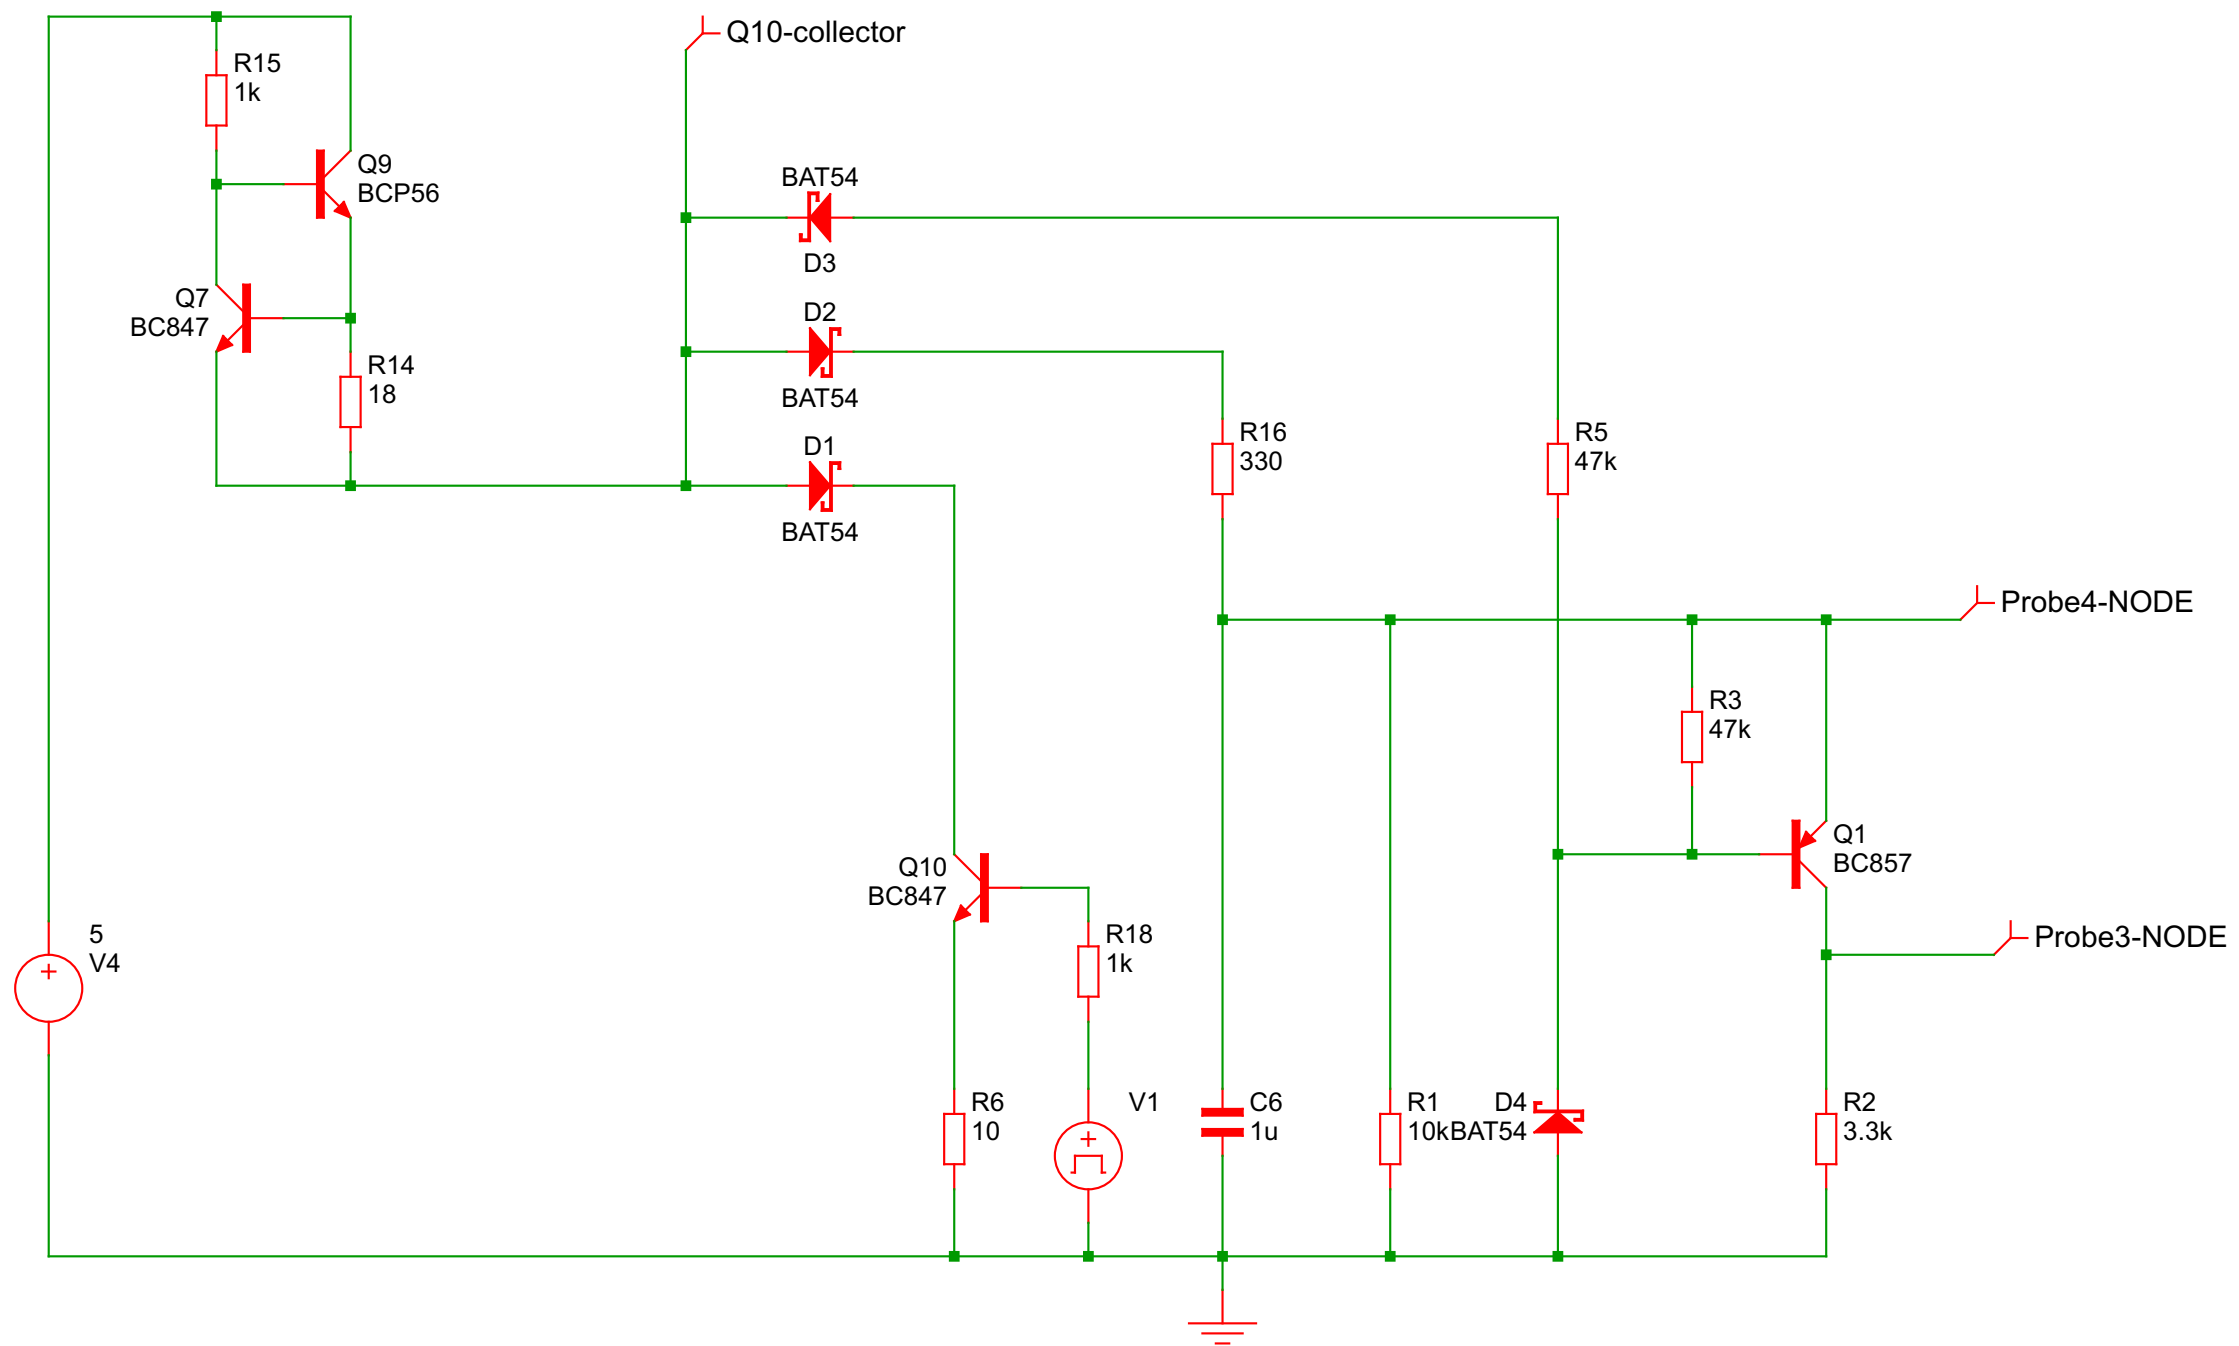 Q10-collector
R15
1k
Q9
BCP56
BAT54
D3
Q7
BC847
D2
BAT54
R14
18
D1
BAT54
R16
330
R5
47k
Probe4-NODE
R3
47k
Q10
BC847
Q1
BC857
5
V4
R18
1k
Probe3-NODE
R6
10
V1
C6
1u
R1
10k
D4
BAT54
R2
3.3k